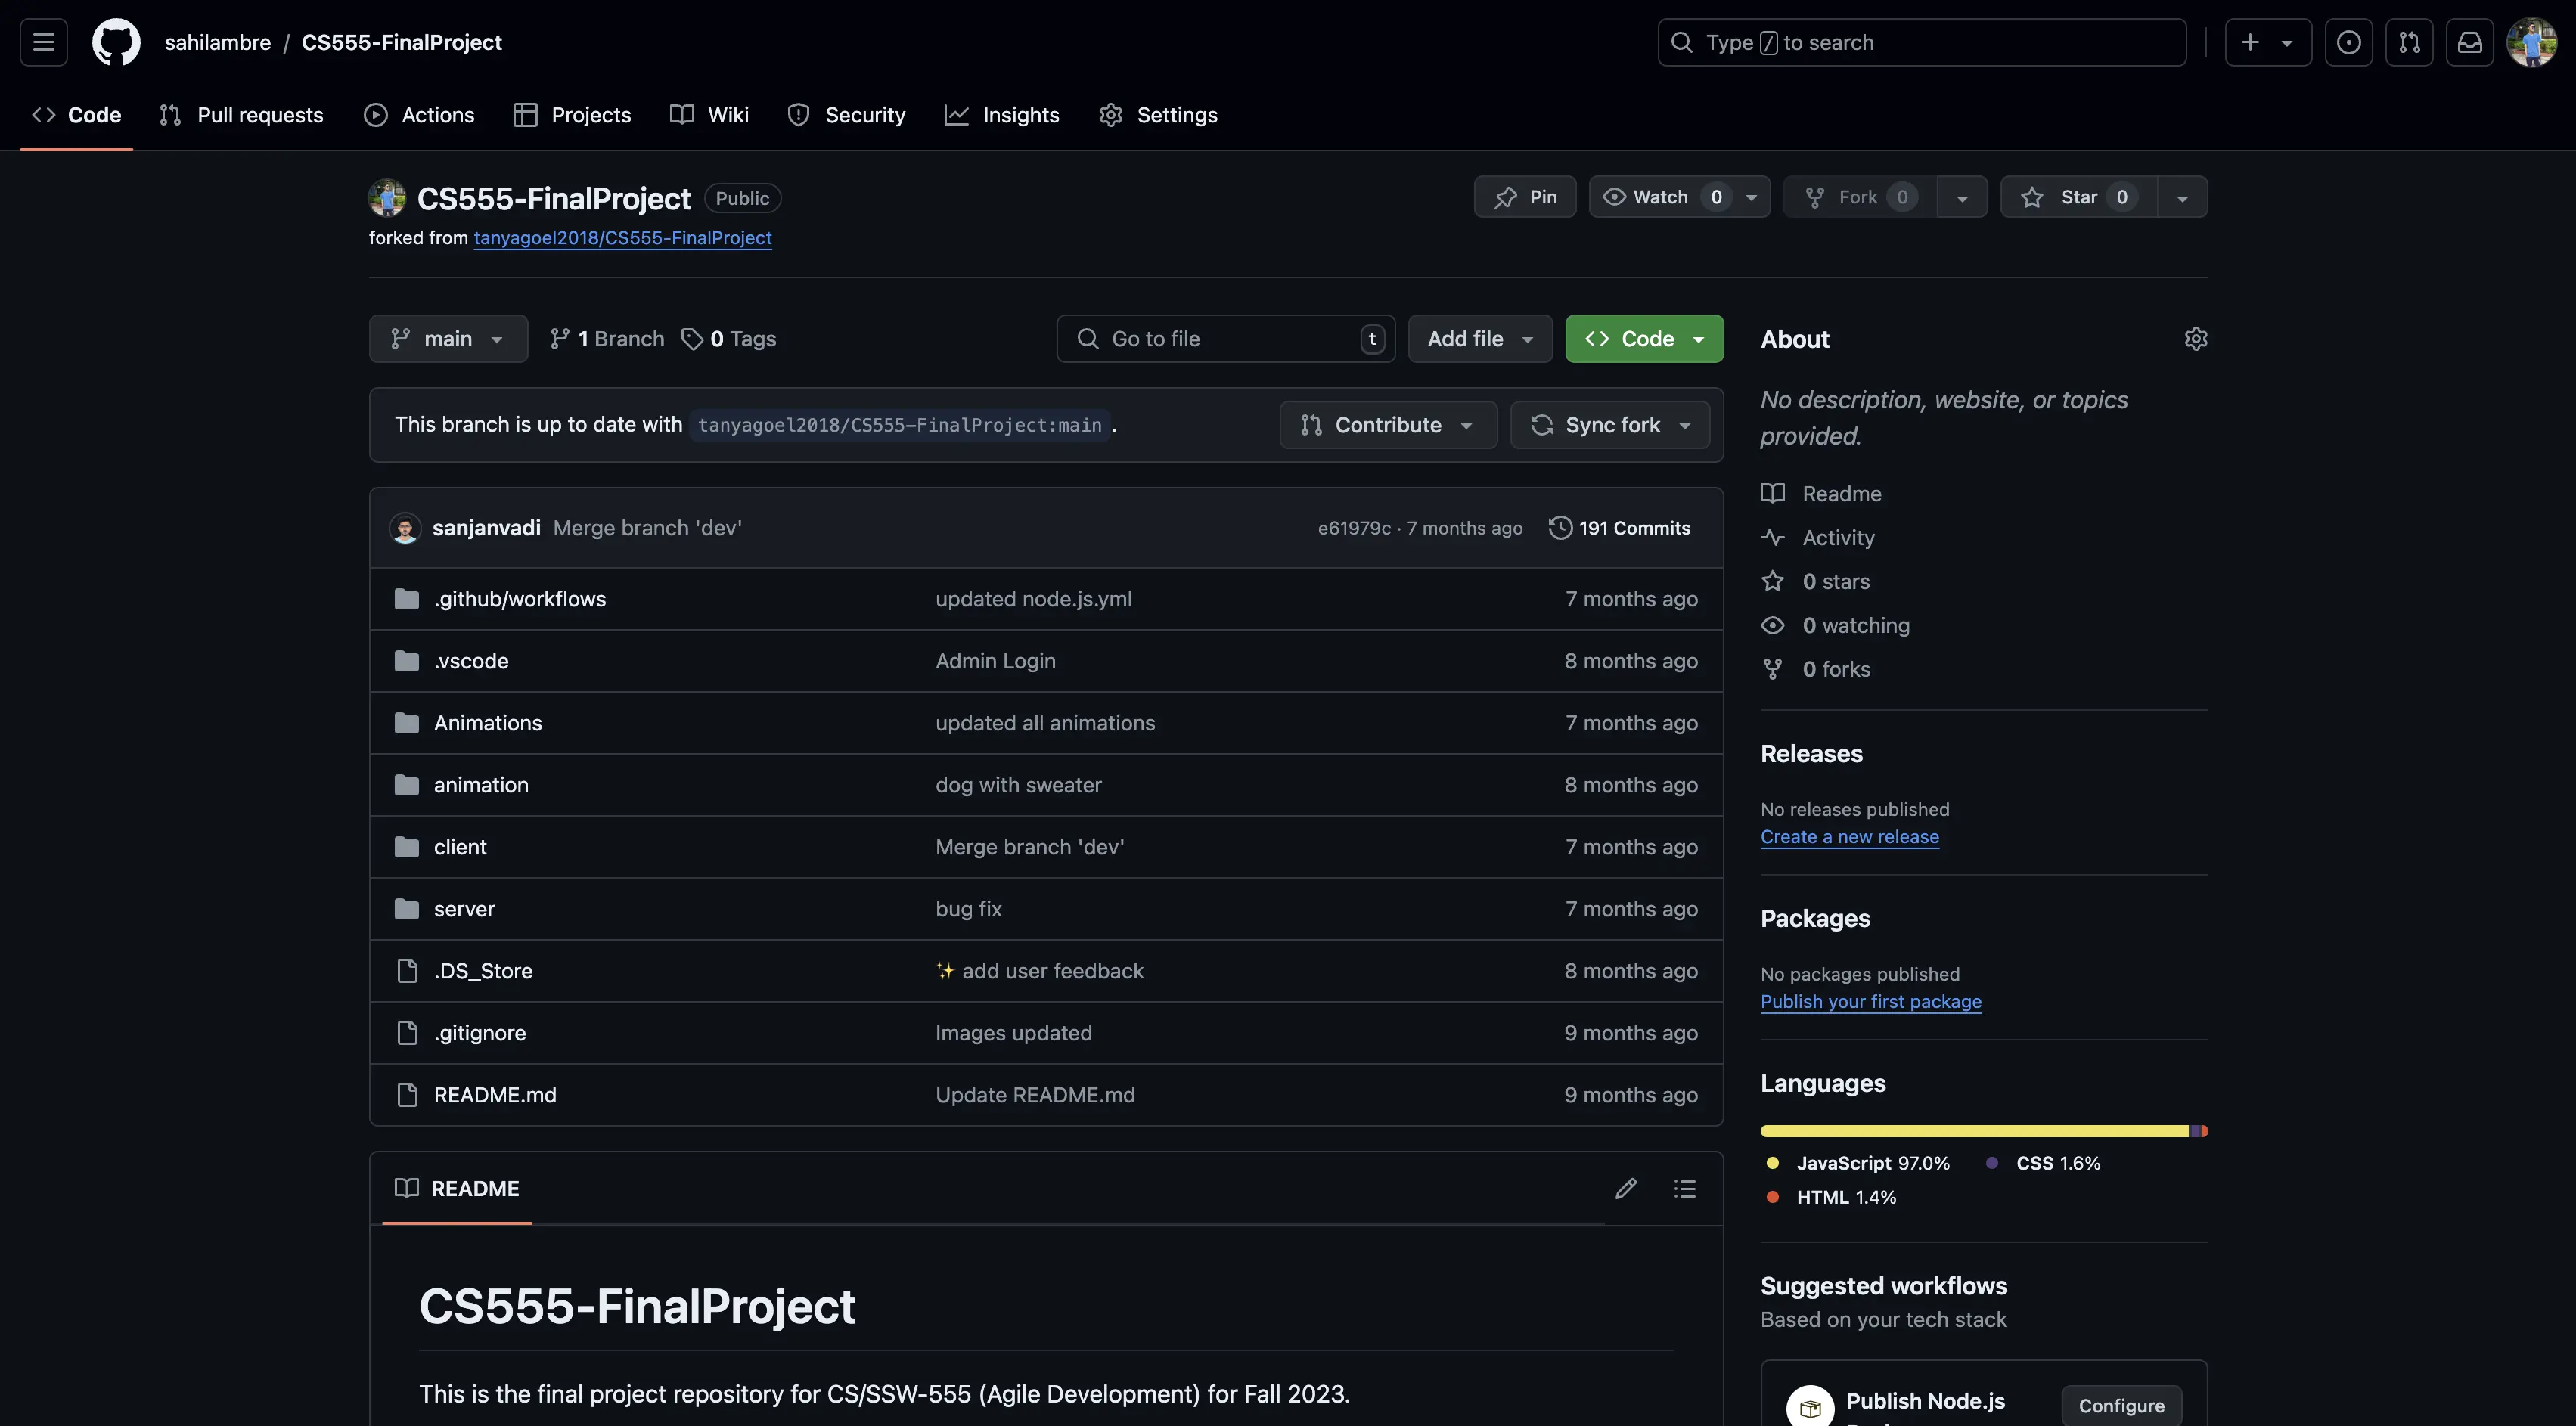 sahilambre / CS555-FinalProject
Type / to search
Code Pull requests Actions Projects Wiki Security Insights Settings
CS555-FinalProject Public
Pin Watch 0 Fork 0 Star 0
forked from tanyagoel2018/CS555-FinalProject
main 1 Branch 0 Tags Go to file t Add file Code
This branch is up to date with tanyagoel2018/CS555-FinalProject:main . Contribute Sync fork
sanjanvadi Merge branch 'dev' e61979c · 7 months ago 191 Commits
.github/workflows updated node.js.yml 7 months ago
.vscode Admin Login 8 months ago
Animations updated all animations 7 months ago
animation dog with sweater 8 months ago
client Merge branch 'dev' 7 months ago
server bug fix 7 months ago
.DS_Store ✨ add user feedback 8 months ago
.gitignore Images updated 9 months ago
README.md Update README.md 9 months ago
README
CS555-FinalProject
This is the final project repository for CS/SSW-555 (Agile Development) for Fall 2023.
About
No description, website, or topics
provided.
Readme
Activity
0 stars
0 watching
0 forks
Releases
No releases published
Create a new release
Packages
No packages published
Publish your first package
Languages
JavaScript 97.0% CSS 1.6%
HTML 1.4%
Suggested workflows
Based on your tech stack
Publish Node.js Configure